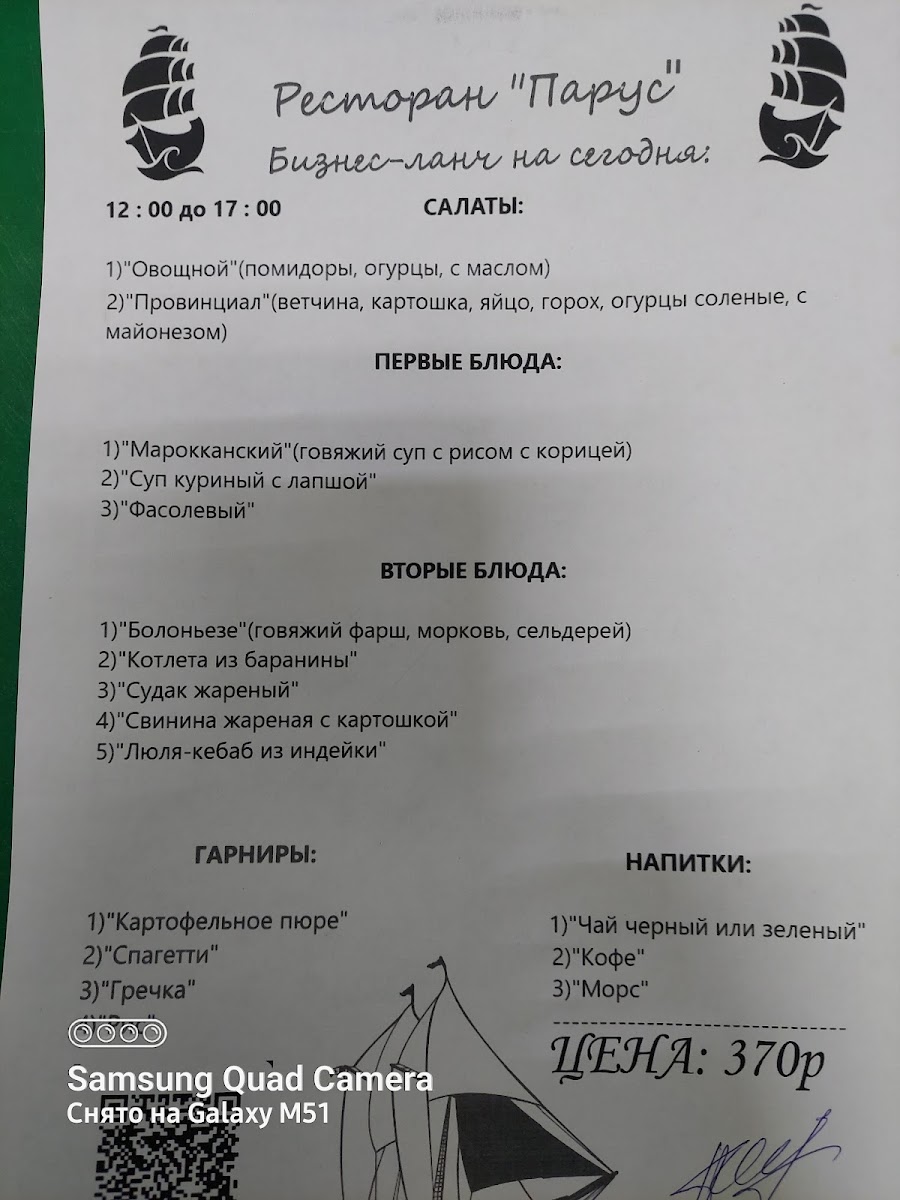 Ресторан "Парус"
Бизнес-ланч на сегодня:
12 : 00 до 17 : 00
САЛАТЫ:
1)"Овощной"(помидоры, огурцы, с маслом)
2)"Провинциал"(ветчина, картошка, яйцо, горох, огурцы соленые, с
майонезом)
ПЕРВЫЕ БЛЮДА:
1)"Марокканский"(говяжий суп с рисом с корицей)
2)"Суп куриный с лапшой"
3)"Фасолевый"
ВТОРЫЕ БЛЮДА:
1)"Болоньезе"(говяжий фарш, морковь, сельдерей)
2)"Котлета из баранины"
3)"Судак жареный"
4)"Свинина жареная с картошкой"
5)"Люля-кебаб из индейки"
ГАРНИРЫ:
1)"Картофельное пюре"
2)"Спагетти"
3)"Гречка"
НАПИТКИ:
1)"Чай черный или зеленый"
2)"Кофе"
3)"Морс"
ЦЕНА: 370р
Samsung Quad Camera
Снято на Galaxy M51